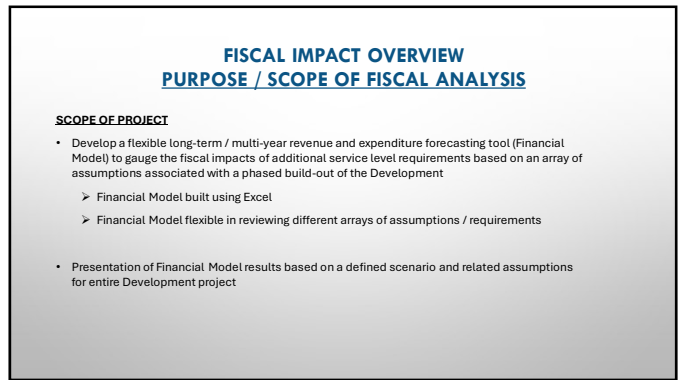 FISCAL IMPACT OVERVIEW
PURPOSE / SCOPE OF FISCAL ANALYSIS
SCOPE OF PROJECT
• Develop a flexible long-term / multi-year revenue and expenditure forecasting tool (Financial
Model) to gauge the fiscal impacts of additional service level requirements based on an array of
assumptions associated with a phased build-out of the Development
➢ Financial Model built using Excel
➢ Financial Model flexible in reviewing different arrays of assumptions / requirements
• Presentation of Financial Model results based on a defined scenario and related assumptions
for entire Development project